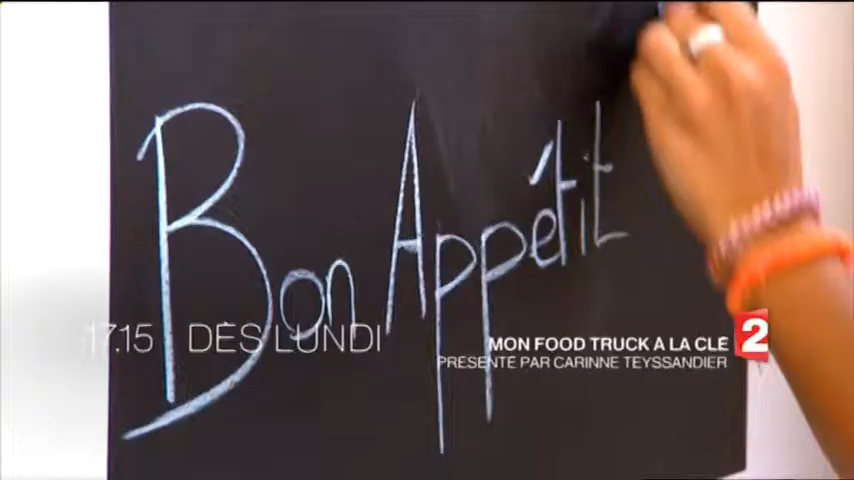 Bon Appétit
17.15 DÈS LUNDI
MON FOOD TRUCK A LA CLÉ
PRÉSENTÉ PAR CARINNE TEYSSANDIER
2